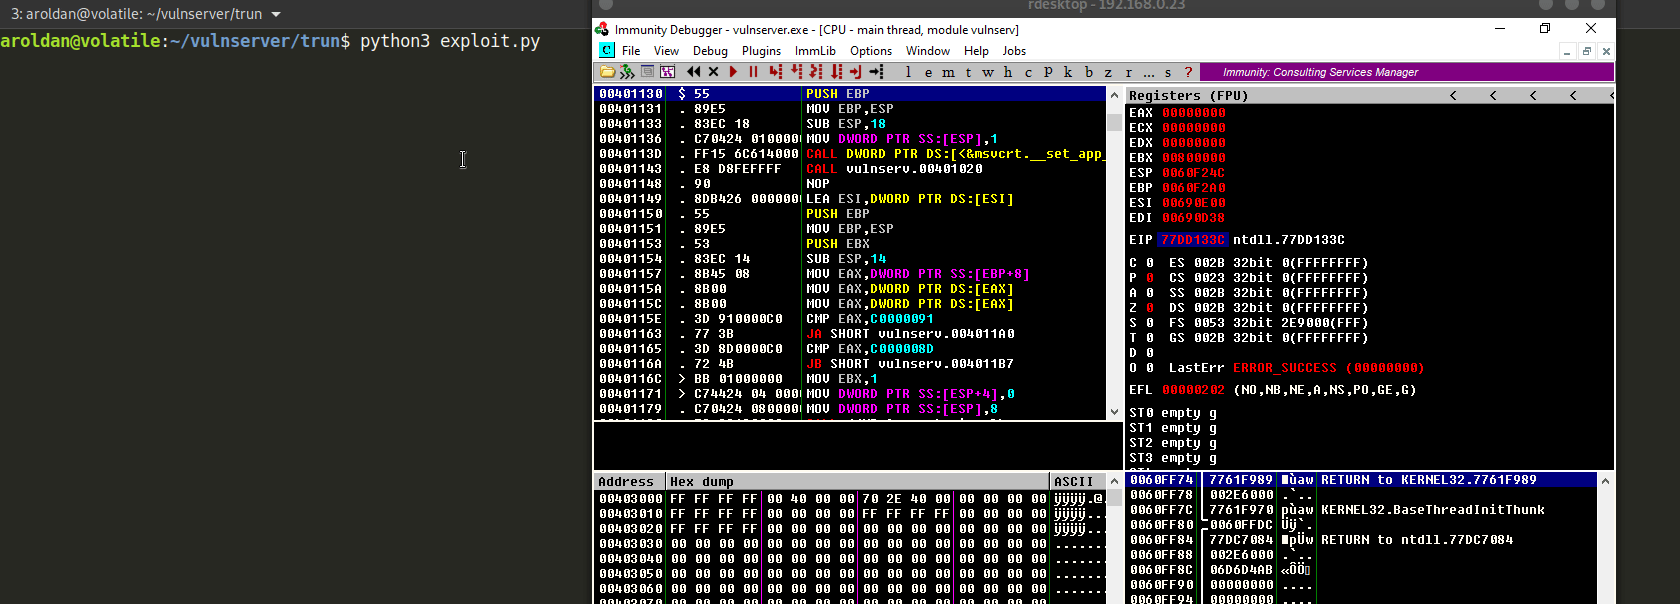 3: aroldan@volatile: ~/vulnserver/trun
aroldan@volatile:~/vulnserver/trun$ python3 exploit.py
rdesktop - 192.168.0.23
Immunity Debugger - vulnserver.exe - [CPU - main thread, module vulnserv]
C File View Debug Plugins ImmLib Options Window Help Jobs
l e m t w h c P k b z r ... s ? Immunity: Consulting Services Manager
00401130 $ 55 PUSH EBP
00401131 . 89E5 MOV EBP,ESP
00401133 . 83EC 18 SUB ESP,18
00401136 . C70424 0100000 MOV DWORD PTR SS:[ESP],1
0040113D . FF15 6C614000 CALL DWORD PTR DS:[<&msvcrt.__set_app_
00401143 . E8 D8FEFFFF CALL vulnserv.00401020
00401148 . 90 NOP
00401149 . 8DB426 0000000 LEA ESI,DWORD PTR DS:[ESI]
00401150 . 55 PUSH EBP
00401151 . 89E5 MOV EBP,ESP
00401153 . 53 PUSH EBX
00401154 . 83EC 14 SUB ESP,14
00401157 . 8B45 08 MOV EAX,DWORD PTR SS:[EBP+8]
0040115A . 8B00 MOV EAX,DWORD PTR DS:[EAX]
0040115C . 8B00 MOV EAX,DWORD PTR DS:[EAX]
0040115E . 3D 910000C0 CMP EAX,C0000091
00401163 . 77 3B JA SHORT vulnserv.004011A0
00401165 . 3D 8D0000C0 CMP EAX,C000008D
0040116A . 72 4B JB SHORT vulnserv.004011B7
0040116C > BB 01000000 MOV EBX,1
00401171 > C74424 04 000 MOV DWORD PTR SS:[ESP+4],0
00401179 . C70424 0800000 MOV DWORD PTR SS:[ESP],8
Registers (FPU) < < < < <
EAX 00000000
ECX 00000000
EDX 00000000
EBX 00800000
ESP 0060F24C
EBP 0060F2A0
ESI 00690E00
EDI 00690D38
EIP 77DD133C ntdll.77DD133C
C 0 ES 002B 32bit 0(FFFFFFFF)
P 0 CS 0023 32bit 0(FFFFFFFF)
A 0 SS 002B 32bit 0(FFFFFFFF)
Z 0 DS 002B 32bit 0(FFFFFFFF)
S 0 FS 0053 32bit 2E9000(FFF)
T 0 GS 002B 32bit 0(FFFFFFFF)
D 0
O 0 LastErr ERROR_SUCCESS (00000000)
EFL 00000202 (NO,NB,NE,A,NS,PO,GE,G)
ST0 empty g
ST1 empty g
ST2 empty g
ST3 empty g
Address Hex dump ASCII
00403000 FF FF FF FF 00 40 00 00 70 2E 40 00 00 00 00 00 ÿÿÿÿ.@.
00403010 FF FF FF FF 00 00 00 00 FF FF FF FF 00 00 00 00 ÿÿÿÿ...
00403020 FF FF FF FF 00 00 00 00 00 00 00 00 00 00 00 00 ÿÿÿÿ...
00403030 00 00 00 00 00 00 00 00 00 00 00 00 00 00 00 00 .......
00403040 00 00 00 00 00 00 00 00 00 00 00 00 00 00 00 00 .......
00403050 00 00 00 00 00 00 00 00 00 00 00 00 00 00 00 00 .......
00403060 00 00 00 00 00 00 00 00 00 00 00 00 00 00 00 00 .......
0060FF74 7761F989 ùaw RETURN to KERNEL32.7761F989
0060FF78 002E6000 .`..
0060FF7C 7761F970 pùaw KERNEL32.BaseThreadInitThunk
0060FF80 0060FFDC Üÿ`.
0060FF84 77DC7084 pÜw RETURN to ntdll.77DC7084
0060FF88 002E6000 .`..
0060FF8C 06D6D4AB «ÔÖ
0060FF90 00000000 ....
0060FF94 00000000 ....